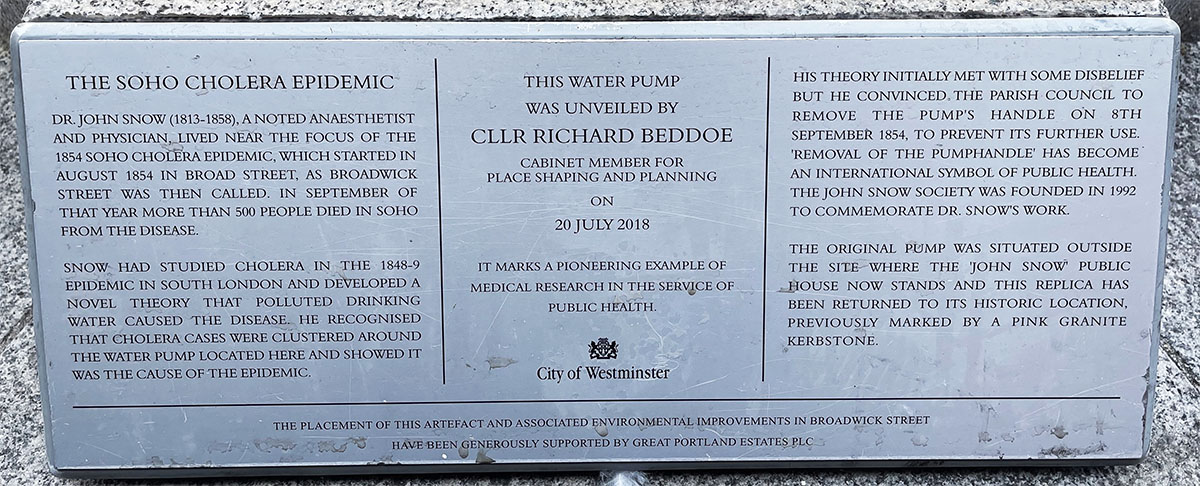 THE SOHO CHOLERA EPIDEMIC
DR. JOHN SNOW (1813-1858), A NOTED ANAESTHETIST
AND PHYSICIAN, LIVED NEAR THE FOCUS OF THE
1854 SOHO CHOLERA EPIDEMIC, WHICH STARTED IN
AUGUST 1854 IN BROAD STREET, AS BROADWICK
STREET WAS THEN CALLED. IN SEPTEMBER OF
THAT YEAR MORE THAN 500 PEOPLE DIED IN SOHO
FROM THE DISEASE.
SNOW HAD STUDIED CHOLERA IN THE 1848-9
EPIDEMIC IN SOUTH LONDON AND DEVELOPED A
NOVEL THEORY THAT POLLUTED DRINKING
WATER CAUSED THE DISEASE. HE RECOGNISED
THAT CHOLERA CASES WERE CLUSTERED AROUND
THE WATER PUMP LOCATED HERE AND SHOWED IT
WAS THE CAUSE OF THE EPIDEMIC.
THIS WATER PUMP
WAS UNVEILED BY
CLLR RICHARD BEDDOE
CABINET MEMBER FOR
PLACE SHAPING AND PLANNING
ON
20 JULY 2018
IT MARKS A PIONEERING EXAMPLE OF
MEDICAL RESEARCH IN THE SERVICE OF
PUBLIC HEALTH.
City of Westminster
HIS THEORY INITIALLY MET WITH SOME DISBELIEF
BUT HE CONVINCED THE PARISH COUNCIL TO
REMOVE THE PUMP'S HANDLE ON 8TH
SEPTEMBER 1854, TO PREVENT ITS FURTHER USE.
'REMOVAL OF THE PUMPHANDLE' HAS BECOME
AN INTERNATIONAL SYMBOL OF PUBLIC HEALTH.
THE JOHN SNOW SOCIETY WAS FOUNDED IN 1992
TO COMMEMORATE DR. SNOW'S WORK.
THE ORIGINAL PUMP WAS SITUATED OUTSIDE
THE SITE WHERE THE 'JOHN SNOW' PUBLIC
HOUSE NOW STANDS AND THIS REPLICA HAS
BEEN RETURNED TO ITS HISTORIC LOCATION,
PREVIOUSLY MARKED BY A PINK GRANITE
KERBSTONE.
THE PLACEMENT OF THIS ARTEFACT AND ASSOCIATED ENVIRONMENTAL IMPROVEMENTS IN BROADWICK STREET
HAVE BEEN GENEROUSLY SUPPORTED BY GREAT PORTLAND ESTATES PLC